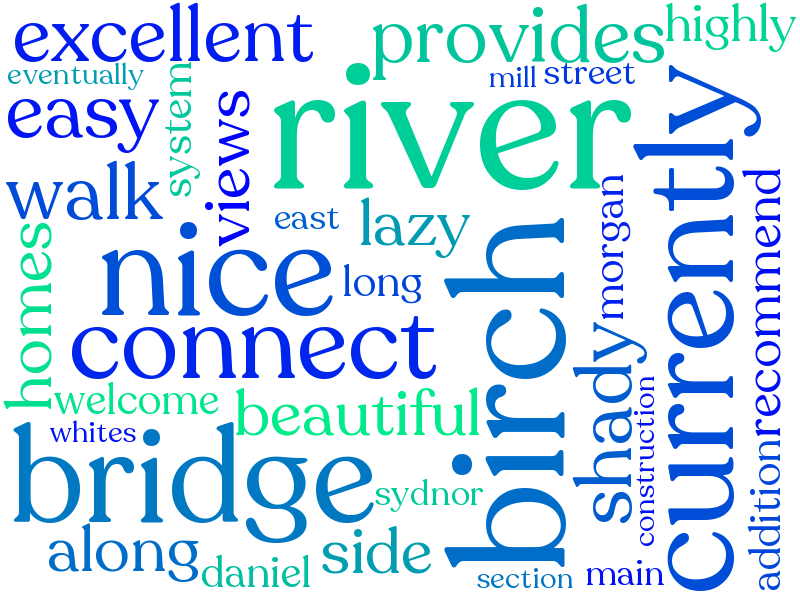 excellent
provides
highly
eventually
mill
street
easy
system
views
river
currently
walk
east
lazy
morgan
recommend
homes
nice
long
birch
connect
shady
welcome
beautiful
construction
whites
bridge
sydnor
addition
along
daniel
side
section
main